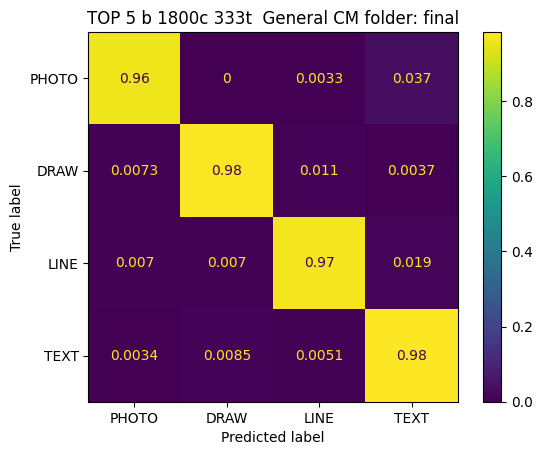 TOP 5 b 1800c 333t  General CM folder: final
PHOTO 0.96 0 0.0033 0.037
DRAW 0.0073 0.98 0.011 0.0037
LINE 0.007 0.007 0.97 0.019
TEXT 0.0034 0.0085 0.0051 0.98
PHOTO DRAW LINE TEXT
Predicted label
True label
0.8
0.6
0.4
0.2
0.0